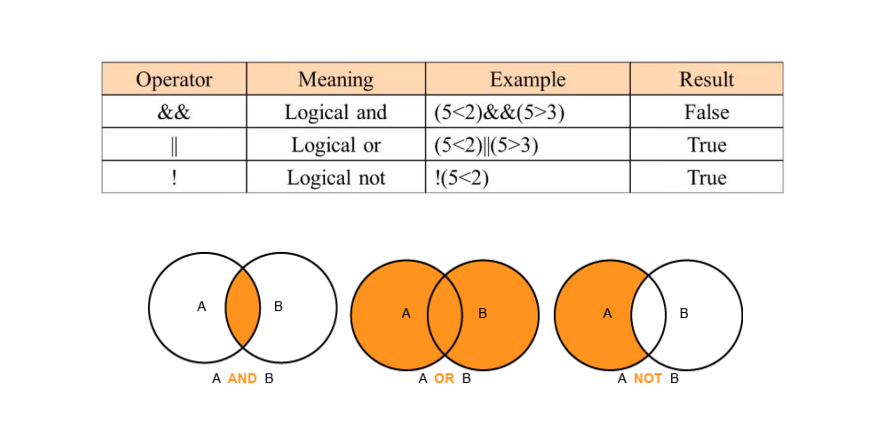 Operator Meaning Example Result
&& Logical and (5<2)&&(5>3) False
|| Logical or (5<2)||(5>3) True
! Logical not !(5<2) True
A B A B A B
A AND B A OR B A NOT B